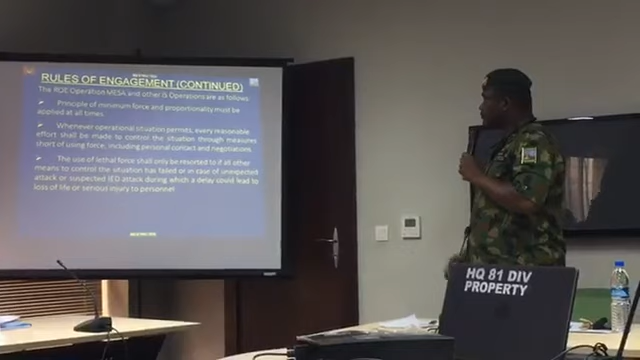 RULES OF ENGAGEMENT (CONTINUED)
The ROE Operation MESA and other IS Operations are as follows
Principle of minimum force and proportionality must be
applied at all times
Whenever operational situation permits, every reasonable
effort shall be made to control the situation through measures
short of using force, including personal contact and negotiations
The use of lethal force shall only be resorted to if all other
means to control the situation has failed or in case of unexpected
attack or suspected IED attack during which a delay could lead to
loss of life or serious injury to personnel
HQ 81 DIV
PROPERTY